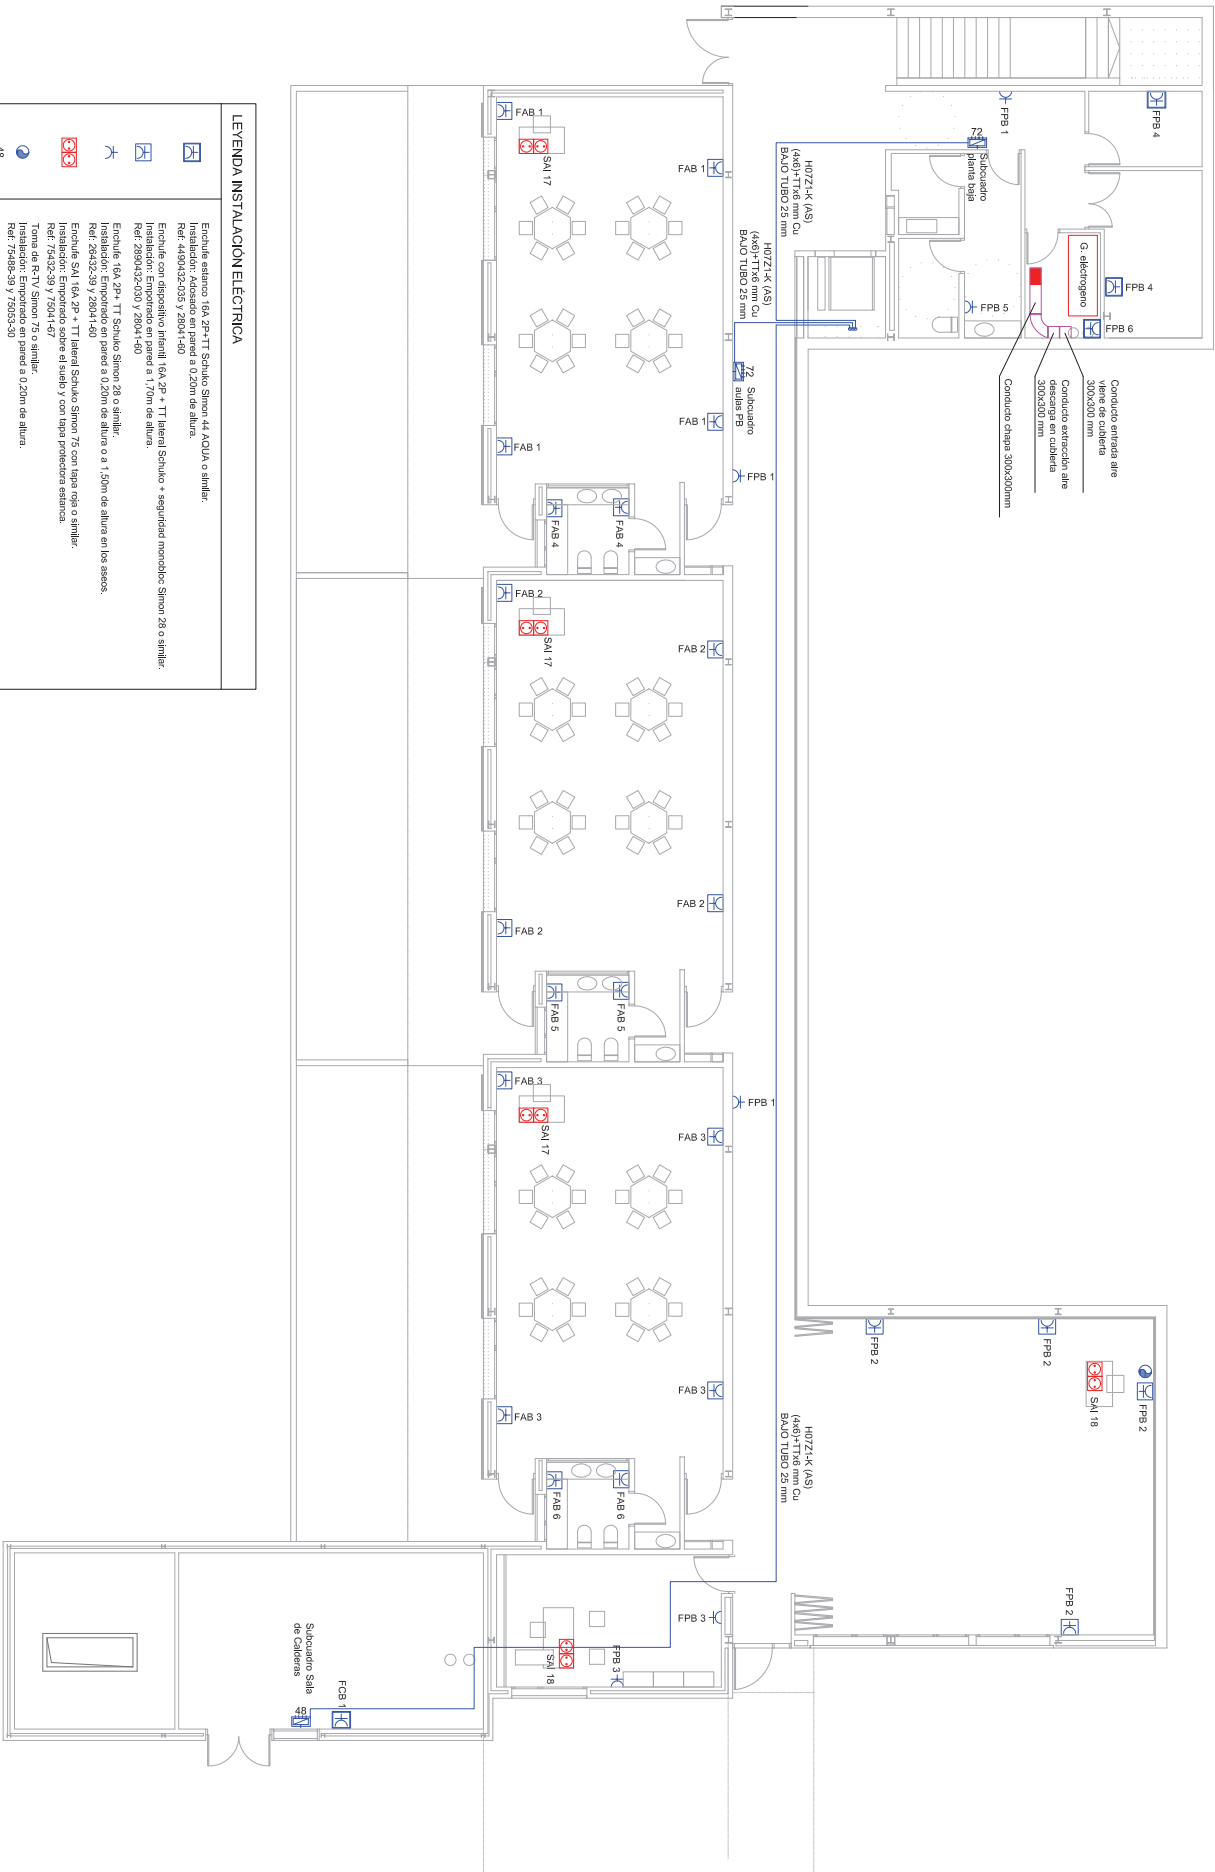 FPB 4
FPB 1
72
Subcuadro
planta baja
G. eléctrogeno
FPB 4
FPB 6
FPB 5
Conducto entrada aire
viene de cubierta
300x300 mm
Conducto extracción aire
descarga en cubierta
300x300 mm
Conducto chapa 300x300mm
H07Z1-K (AS)
(4x6)+TTx6 mm Cu
BAJO TUBO 25 mm
H07Z1-K (AS)
(4x6)+TTx6 mm Cu
BAJO TUBO 25 mm
72
Subcuadro
aulas PB
FAB 1
SAI 17
FAB 1
FAB 1
FAB 1
FPB 1
FAB 4
FAB 4
FAB 2
SAI 17
FAB 2
FAB 2
FAB 2
FAB 5
FAB 5
FAB 3
SAI 17
FPB 1
FAB 3
FAB 3
FAB 3
FAB 6
FAB 6
FPB 2
FPB 2
FPB 2
SAI 18
H07Z1-K (AS)
(4x6)+TTx6 mm Cu
BAJO TUBO 25 mm
FPB 2
FPB 3
FPB 3
SAI 18
Subcuadro Sala
de Calderas
48
FCB 1
LEYENDA INSTALACIÓN ELÉCTRICA
Enchufe estanco 16A 2P+TT Schuko Simon 44 AQUA o similar.
Instalación: Adosado en pared a 0,20m de altura.
Ref: 4490432-035 y 28041-60
Enchufe con dispositivo infantil 16A 2P + TT lateral Schuko + seguridad monobloc Simon 28 o similar.
Instalación: Empotrado en pared a 1,70m de altura.
Ref: 2890432-030 y 28041-60
Enchufe 16A 2P+ TT Schuko Simon 28 o similar.
Instalación: Empotrado en pared a 0,20m de altura o a 1,50m de altura en los aseos.
Ref: 26432-39 y 28041-60
Enchufe SAI 16A 2P + TT lateral Schuko Simon 75 con tapa roja o similar.
Instalación: Empotrado sobre el suelo y con tapa protectora estanca.
Ref: 75432-39 y 75041-67
Toma de R-TV Simon 75 o similar.
Instalación: Empotrado en pared a 0,20m de altura.
Ref: 75488-39 y 75053-30